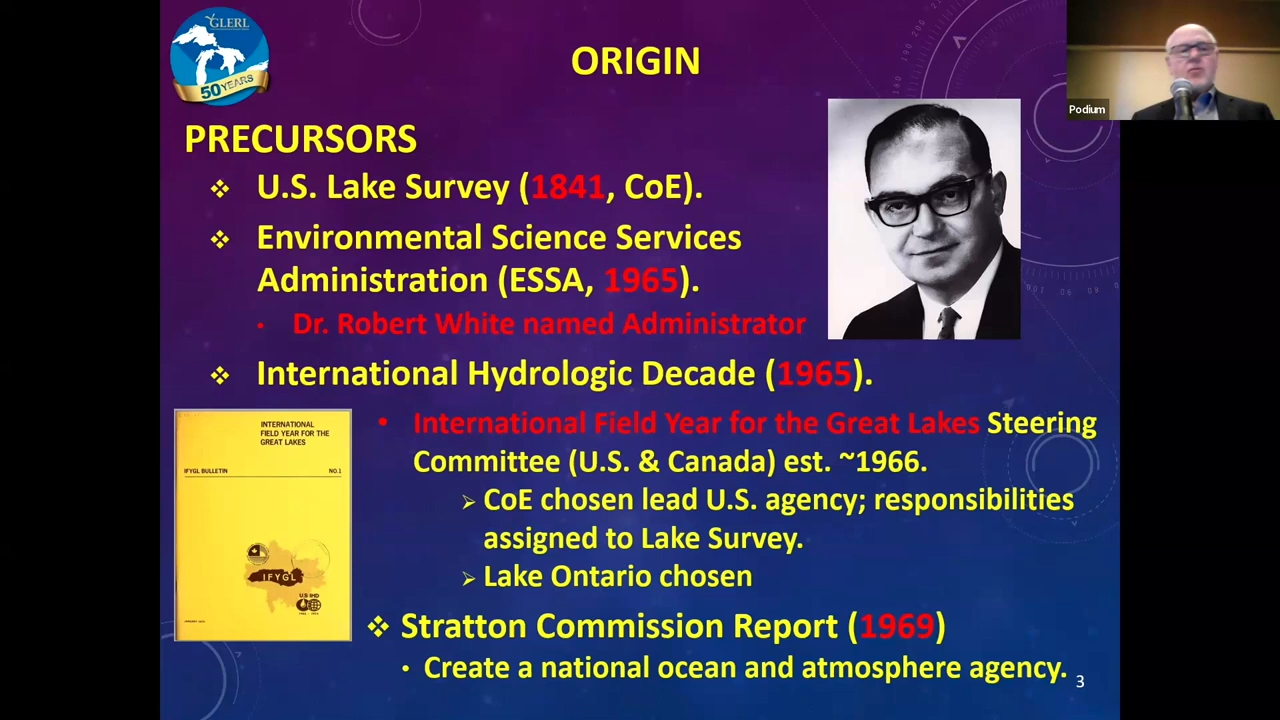 GLERL
50 YEARS
ORIGIN
Podium
PRECURSORS
❖ U.S. Lake Survey (1841, CoE).
❖ Environmental Science Services
Administration (ESSA, 1965).
• Dr. Robert White named Administrator
❖ International Hydrologic Decade (1965).
INTERNATIONAL
FIELD YEAR FOR THE
GREAT LAKES
IFYGL BULLETIN NO.1
IFYGL
• International Field Year for the Great Lakes Steering
Committee (U.S. & Canada) est. ~1966.
➢ CoE chosen lead U.S. agency; responsibilities
assigned to Lake Survey.
➢ Lake Ontario chosen
❖ Stratton Commission Report (1969)
• Create a national ocean and atmosphere agency.
3